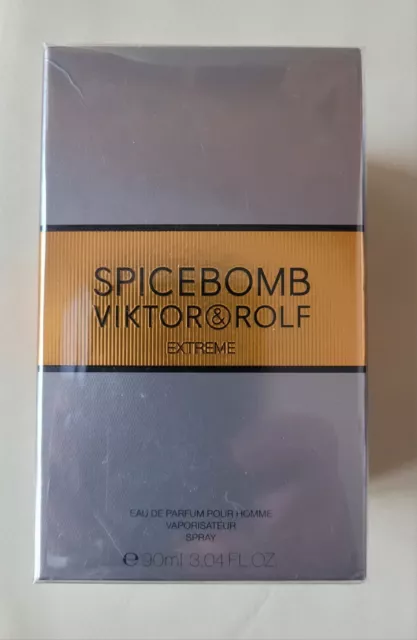 SPICEBOMB
VIKTOR&ROLF
EXTREME
EAU DE PARFUM POUR HOMME
VAPORISATEUR
SPRAY
℮ 90ml 3.04 FL.OZ